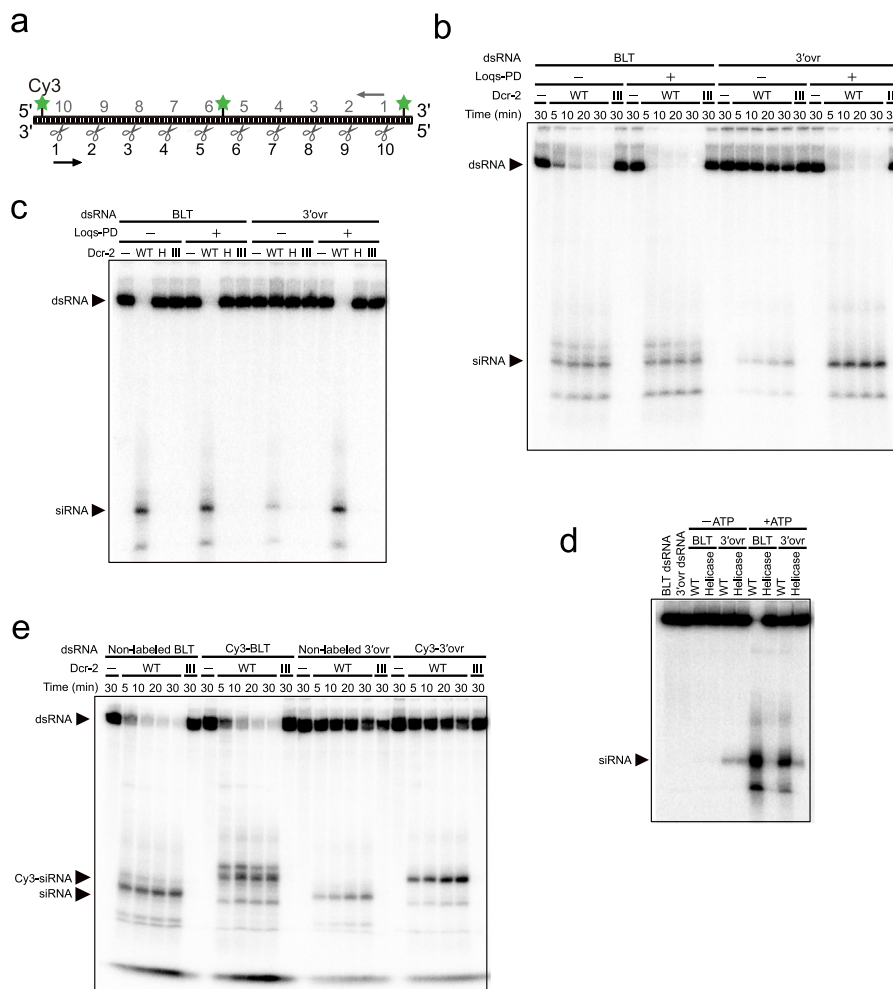 a
Cy3
5′ 10 9 8 7 6 5 4 3 2 1 3′
3′ 5′
1 2 3 4 5 6 7 8 9 10
b
dsRNA BLT 3′ovr
Loqs-PD − + − +
Dcr-2 − WT − WT III − WT − WT
Time (min) 30 5 10 20 30 30 5 10 20 30 30 30 5 10 20 30 30 5 10 20 30
dsRNA
siRNA
c
dsRNA BLT 3′ovr
Loqs-PD − + − +
Dcr-2 − WT H III − WT H III − WT H III − WT H III
dsRNA
siRNA
d
−ATP +ATP
BLT 3′ovr BLT 3′ovr
BLT dsRNA 3′ovr dsRNA WT Helicase WT Helicase WT Helicase WT Helicase
siRNA
e
dsRNA Non-labeled BLT Cy3-BLT Non-labeled 3′ovr Cy3-3′ovr
Dcr-2 − WT III − WT III − WT III − WT III
Time (min) 30 5 10 20 30 30 30 5 10 20 30 30 30 5 10 20 30 30 30 5 10 20 30 30
dsRNA
Cy3-siRNA
siRNA